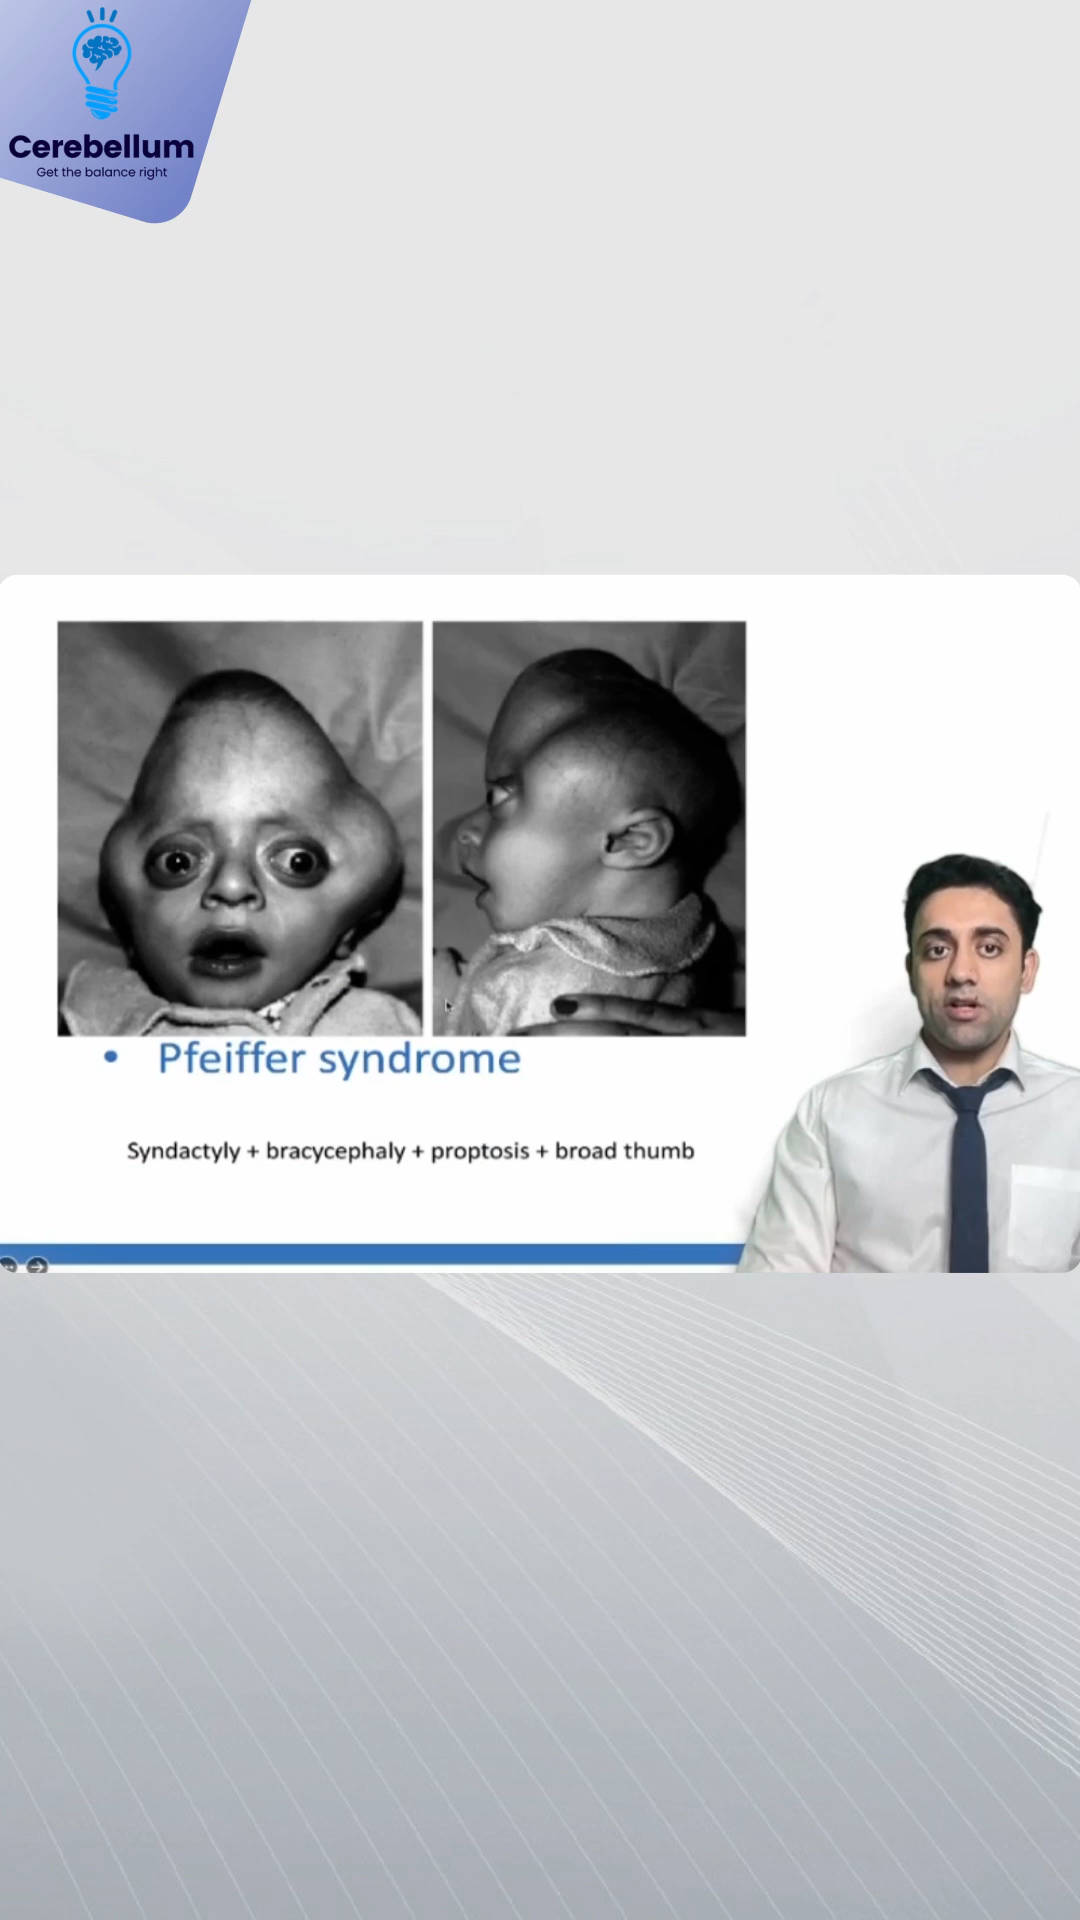 Cerebellum
Get the balance right
• Pfeiffer syndrome
Syndactyly + bracycephaly + proptosis + broad thumb